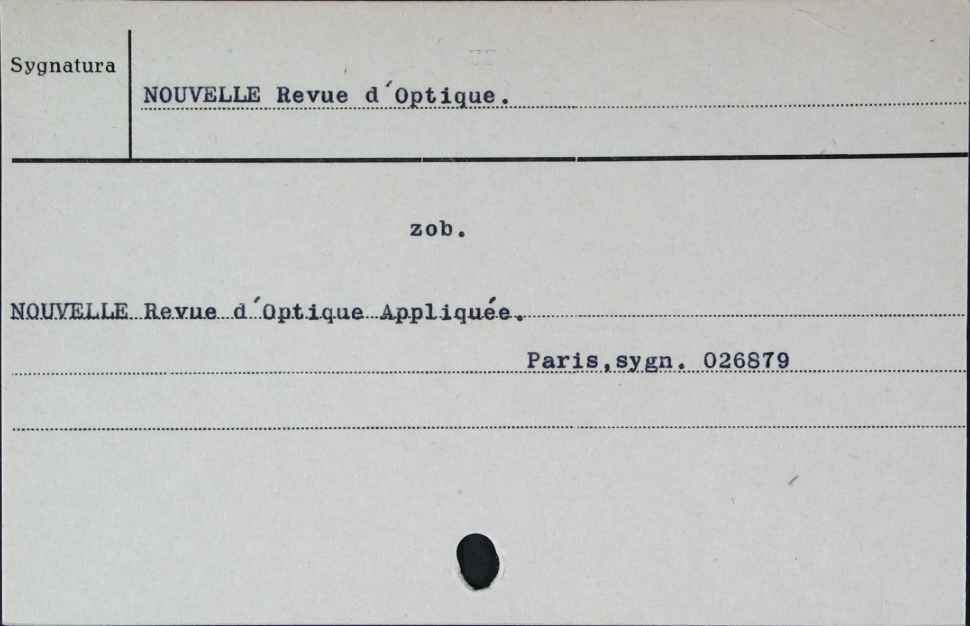 Sygnatura
NOUVELLE Revue d´Optique.
zob.
NOUVELLE Revue d´Optique Appliquée.
Paris,sygn. 026879